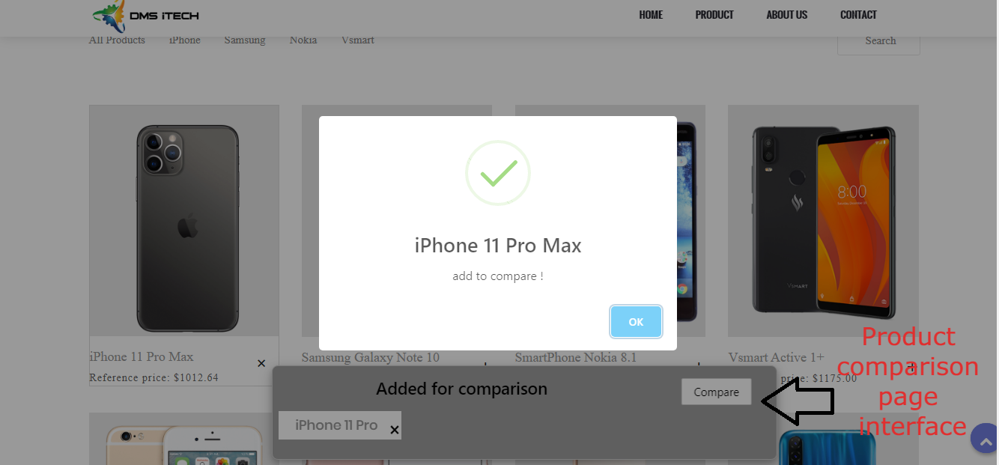 DMS iTECH
HOME PRODUCT ABOUT US CONTACT
All Products iPhone Samsung Nokia Vsmart Search
8:00
VSMART
iPhone 11 Pro Max
add to compare !
OK
iPhone 11 Pro Max
Reference price: $1012.64
Samsung Galaxy Note 10
SmartPhone Nokia 8.1
Vsmart Active 1+
price: $1175.00
Added for comparison
Compare
iPhone 11 Pro
Product
comparison
page
interface